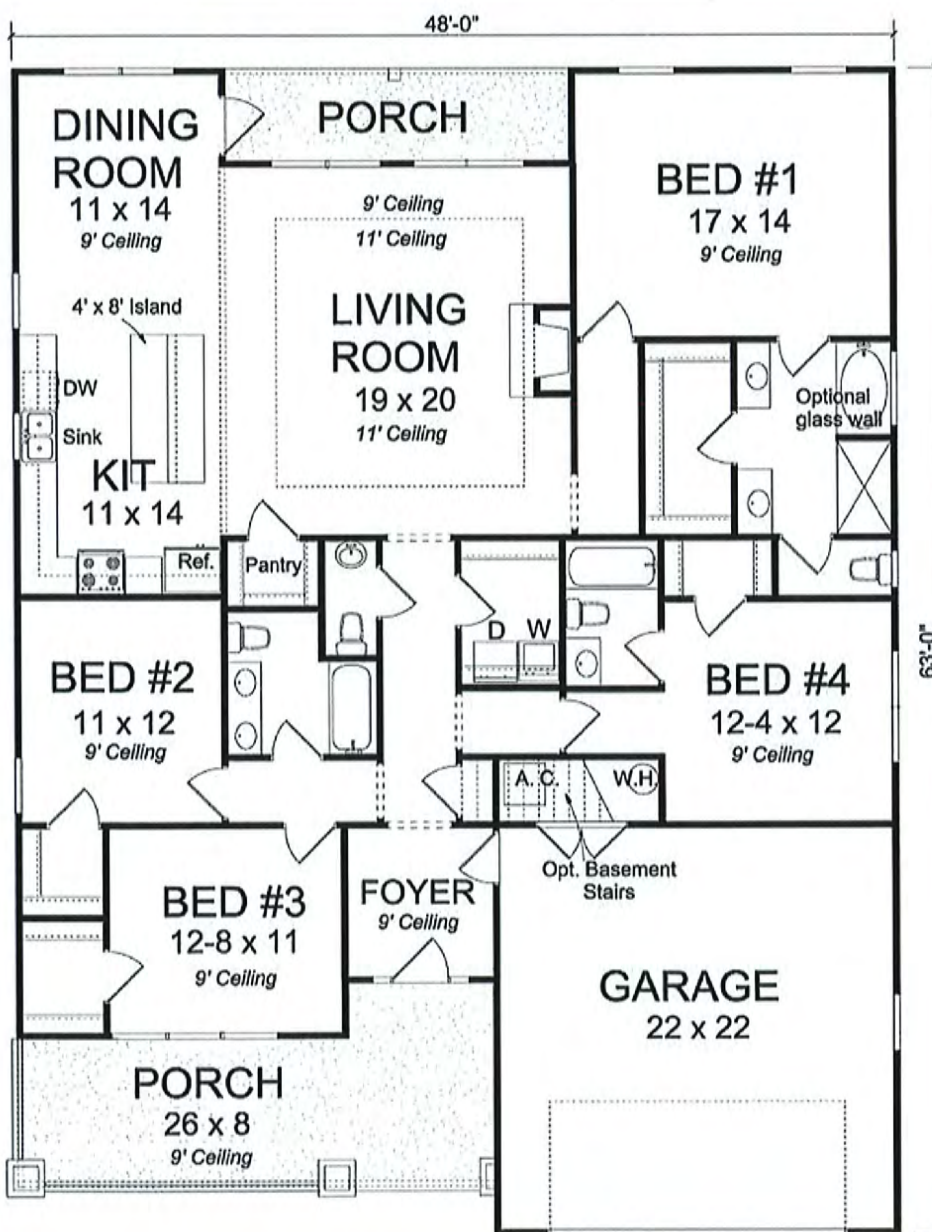 48'-0"
DINING
ROOM
11 x 14
9' Ceiling
PORCH
9' Ceiling
11' Ceiling
BED #1
17 x 14
9' Ceiling
4' x 8' Island
LIVING
ROOM
19 x 20
11' Ceiling
DW
Sink
KIT
11 x 14
Ref.
Pantry
Optional
glass wall
D W
BED #2
11 x 12
9' Ceiling
BED #4
12-4 x 12
9' Ceiling
63'-0"
A. C.
W.H.
Opt. Basement
Stairs
BED #3
12-8 x 11
9' Ceiling
FOYER
9' Ceiling
GARAGE
22 x 22
PORCH
26 x 8
9' Ceiling